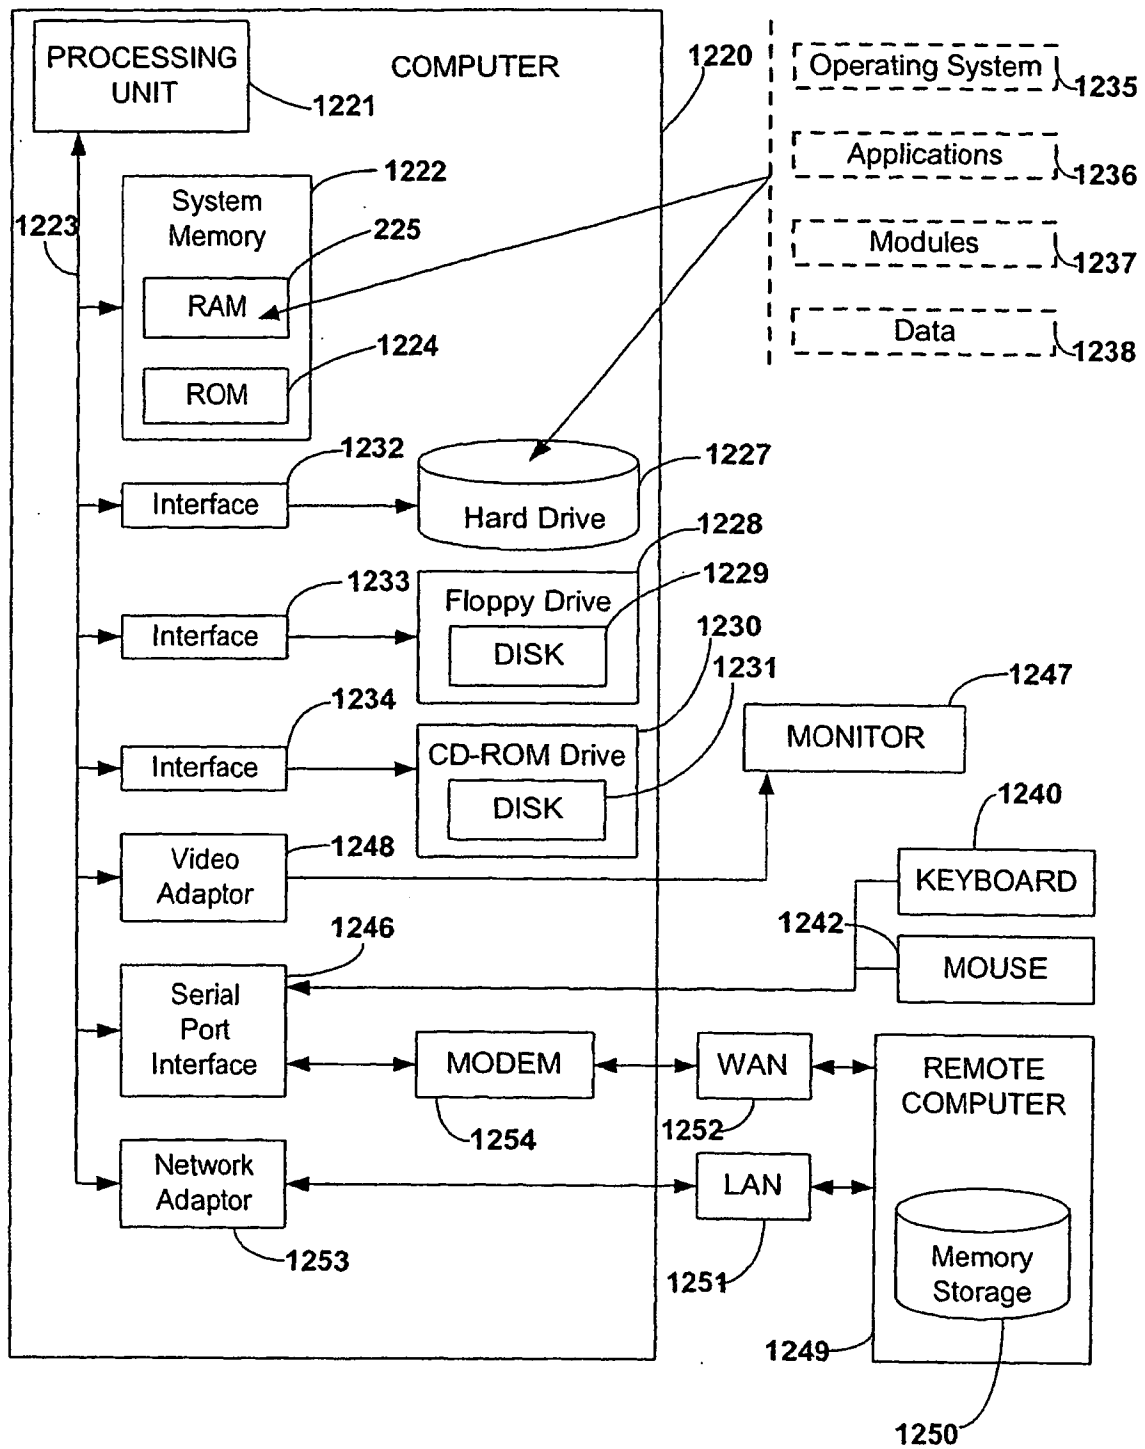 PROCESSING
UNIT
1221
COMPUTER
1220
Operating System
1235
Applications
1236
Modules
1237
Data
1238
1223
System
Memory
1222
RAM
225
ROM
1224
Interface
1232
Hard Drive
1227
Interface
1233
Floppy Drive
1228
DISK
1229
Interface
1234
CD-ROM Drive
1230
DISK
1231
MONITOR
1247
Video
Adaptor
1248
KEYBOARD
1240
MOUSE
1242
Serial
Port
Interface
1246
MODEM
1254
WAN
1252
REMOTE
COMPUTER
1249
Network
Adaptor
1253
LAN
1251
Memory
Storage
1250